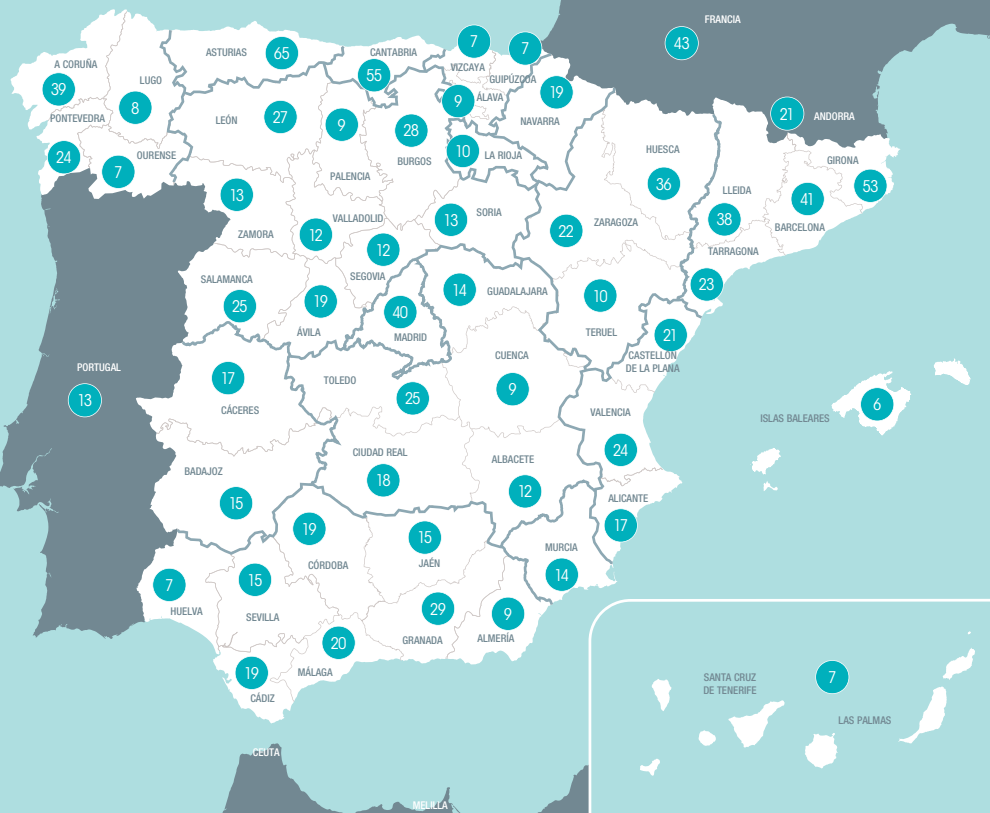 FRANCIA
43
ASTURIAS
65
CANTABRIA
55
7
VIZCAYA
7
GUIPÚZCOA
A CORUÑA
39
LUGO
8
PONTEVEDRA
24
OURENSE
7
LEÓN
27
9
PALENCIA
28
BURGOS
9
ÁLAVA
19
NAVARRA
10
LA RIOJA
21
ANDORRA
HUESCA
36
LLEIDA
38
GIRONA
53
41
BARCELONA
TARRAGONA
23
13
ZAMORA
VALLADOLID
12
12
SEGOVIA
SORIA
13
22
ZARAGOZA
SALAMANCA
25
19
ÁVILA
40
MADRID
14
GUADALAJARA
10
TERUEL
21
CASTELLÓN
DE LA PLANA
PORTUGAL
13
17
CÁCERES
TOLEDO
25
CUENCA
9
VALENCIA
24
ISLAS BALEARES
6
BADAJOZ
15
CIUDAD REAL
18
ALBACETE
12
ALICANTE
17
19
CÓRDOBA
15
JAÉN
MURCIA
14
7
HUELVA
15
SEVILLA
29
GRANADA
9
ALMERÍA
20
MÁLAGA
19
CÁDIZ
CEUTA
MELILLA
SANTA CRUZ
DE TENERIFE
7
LAS PALMAS